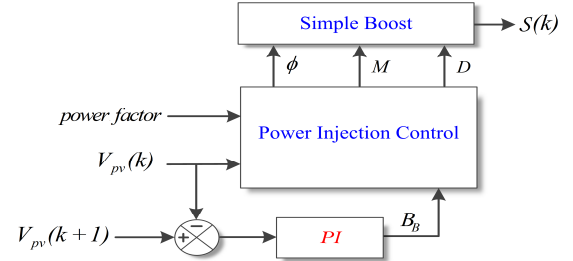 Simple Boost
S(k)
ϕ
M
D
power factor
Power Injection Control
V_pv(k)
− 
V_pv(k+1)
+
PI
B_B